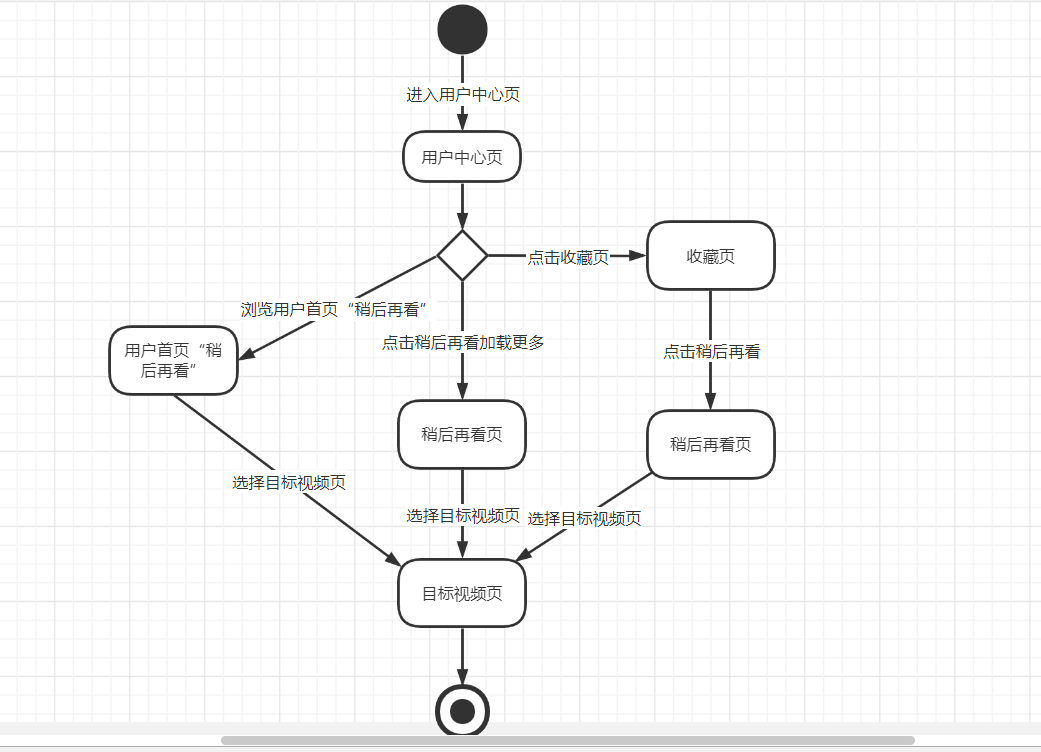 进入用户中心页
用户中心页
点击收藏页
收藏页
浏览用户首页“稍后再看”
点击稍后再看加载更多
点击稍后再看
用户首页“稍
后再看”
稍后再看页
稍后再看页
选择目标视频页
选择目标视频页
选择目标视频页
目标视频页